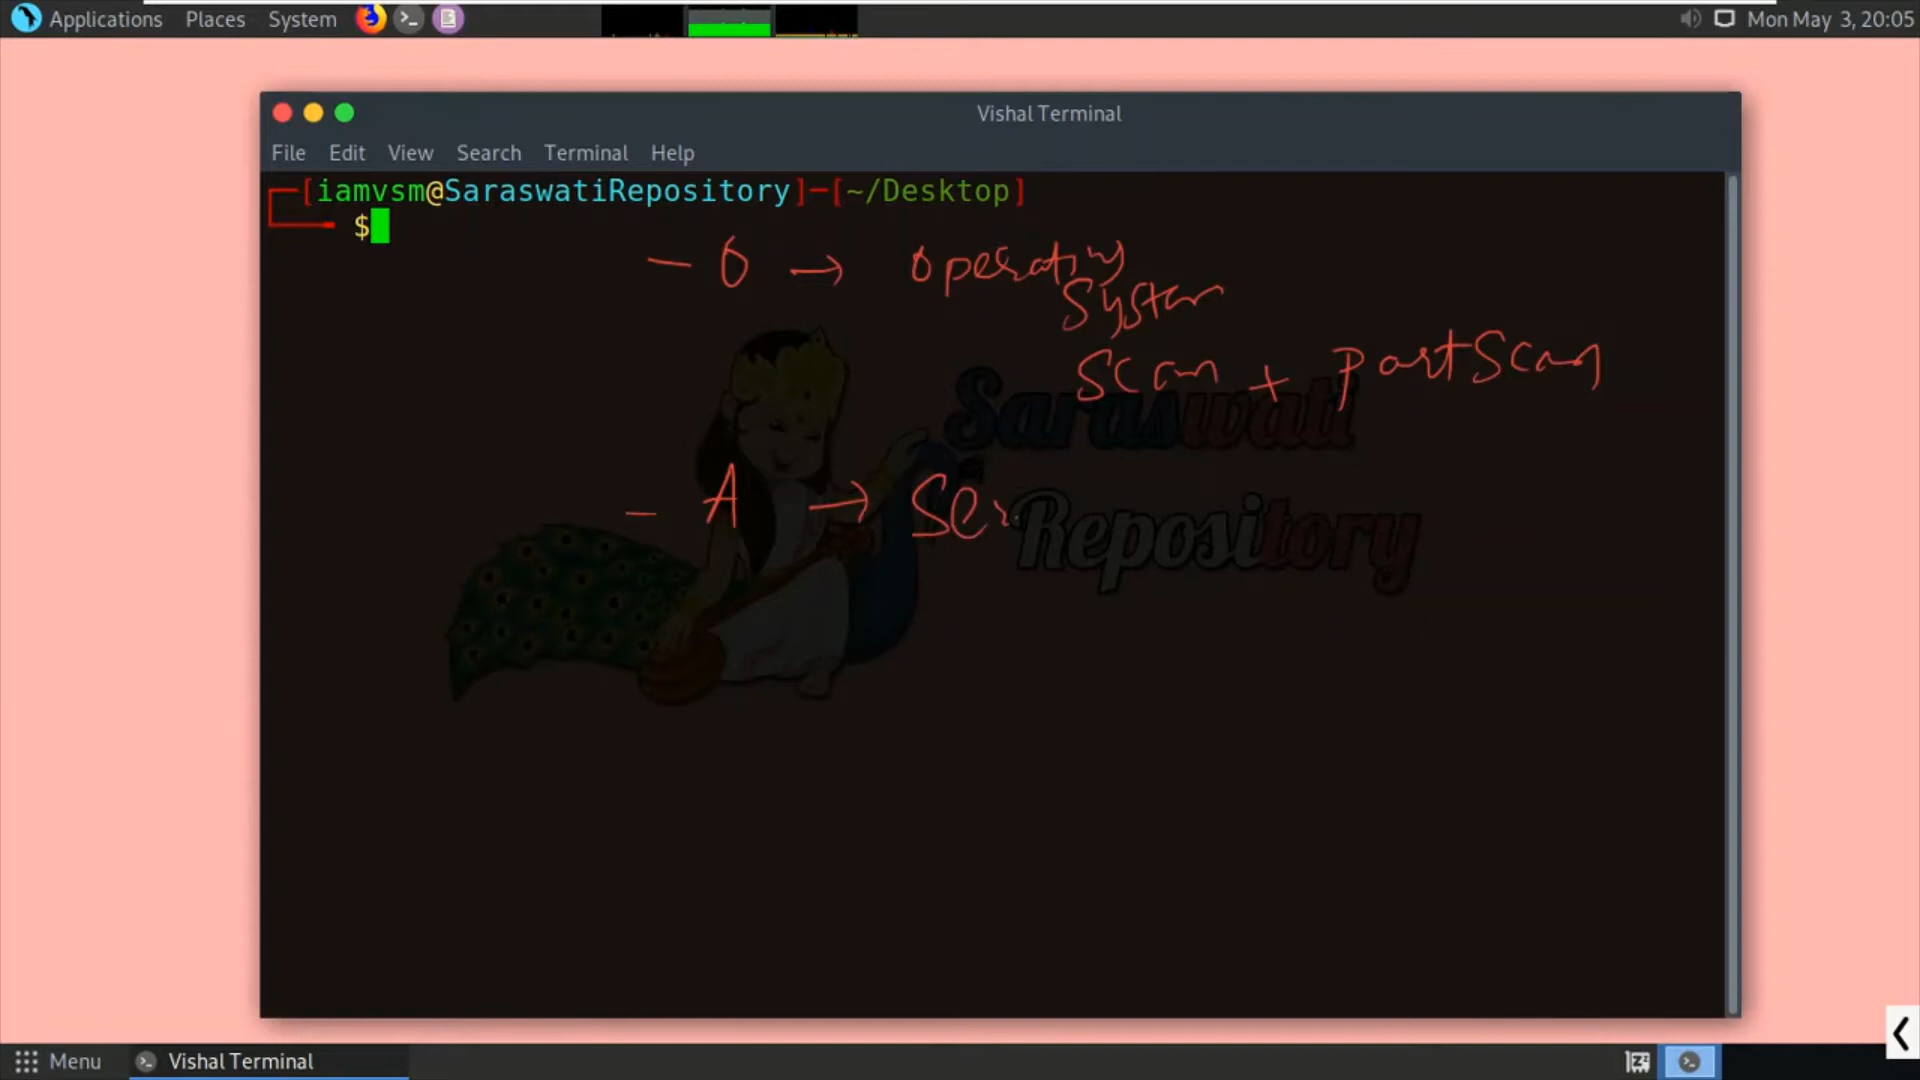 Applications Places System Mon May 3, 20:05
Vishal Terminal
File Edit View Search Terminal Help
[iamvsm@SaraswatiRepository]-[~/Desktop]
$
- O → Operating
System
Scan + PortScan
Saraswati
- A → Ser
Repository
Menu Vishal Terminal